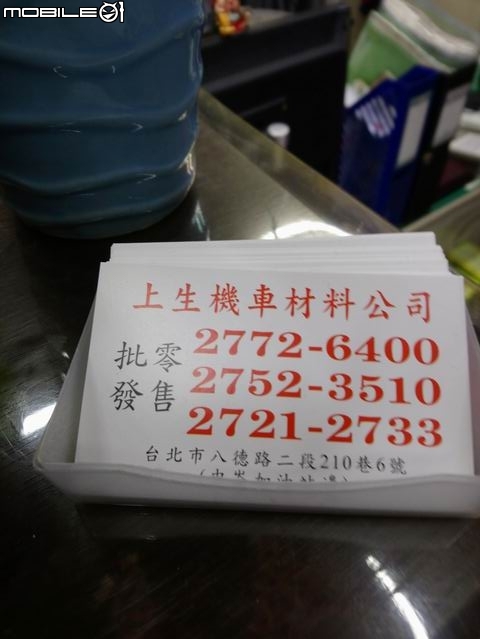 mobile01
上生機車材料公司
批發 零售
2772-6400
2752-3510
2721-2733
台北市八德路二段210巷6號